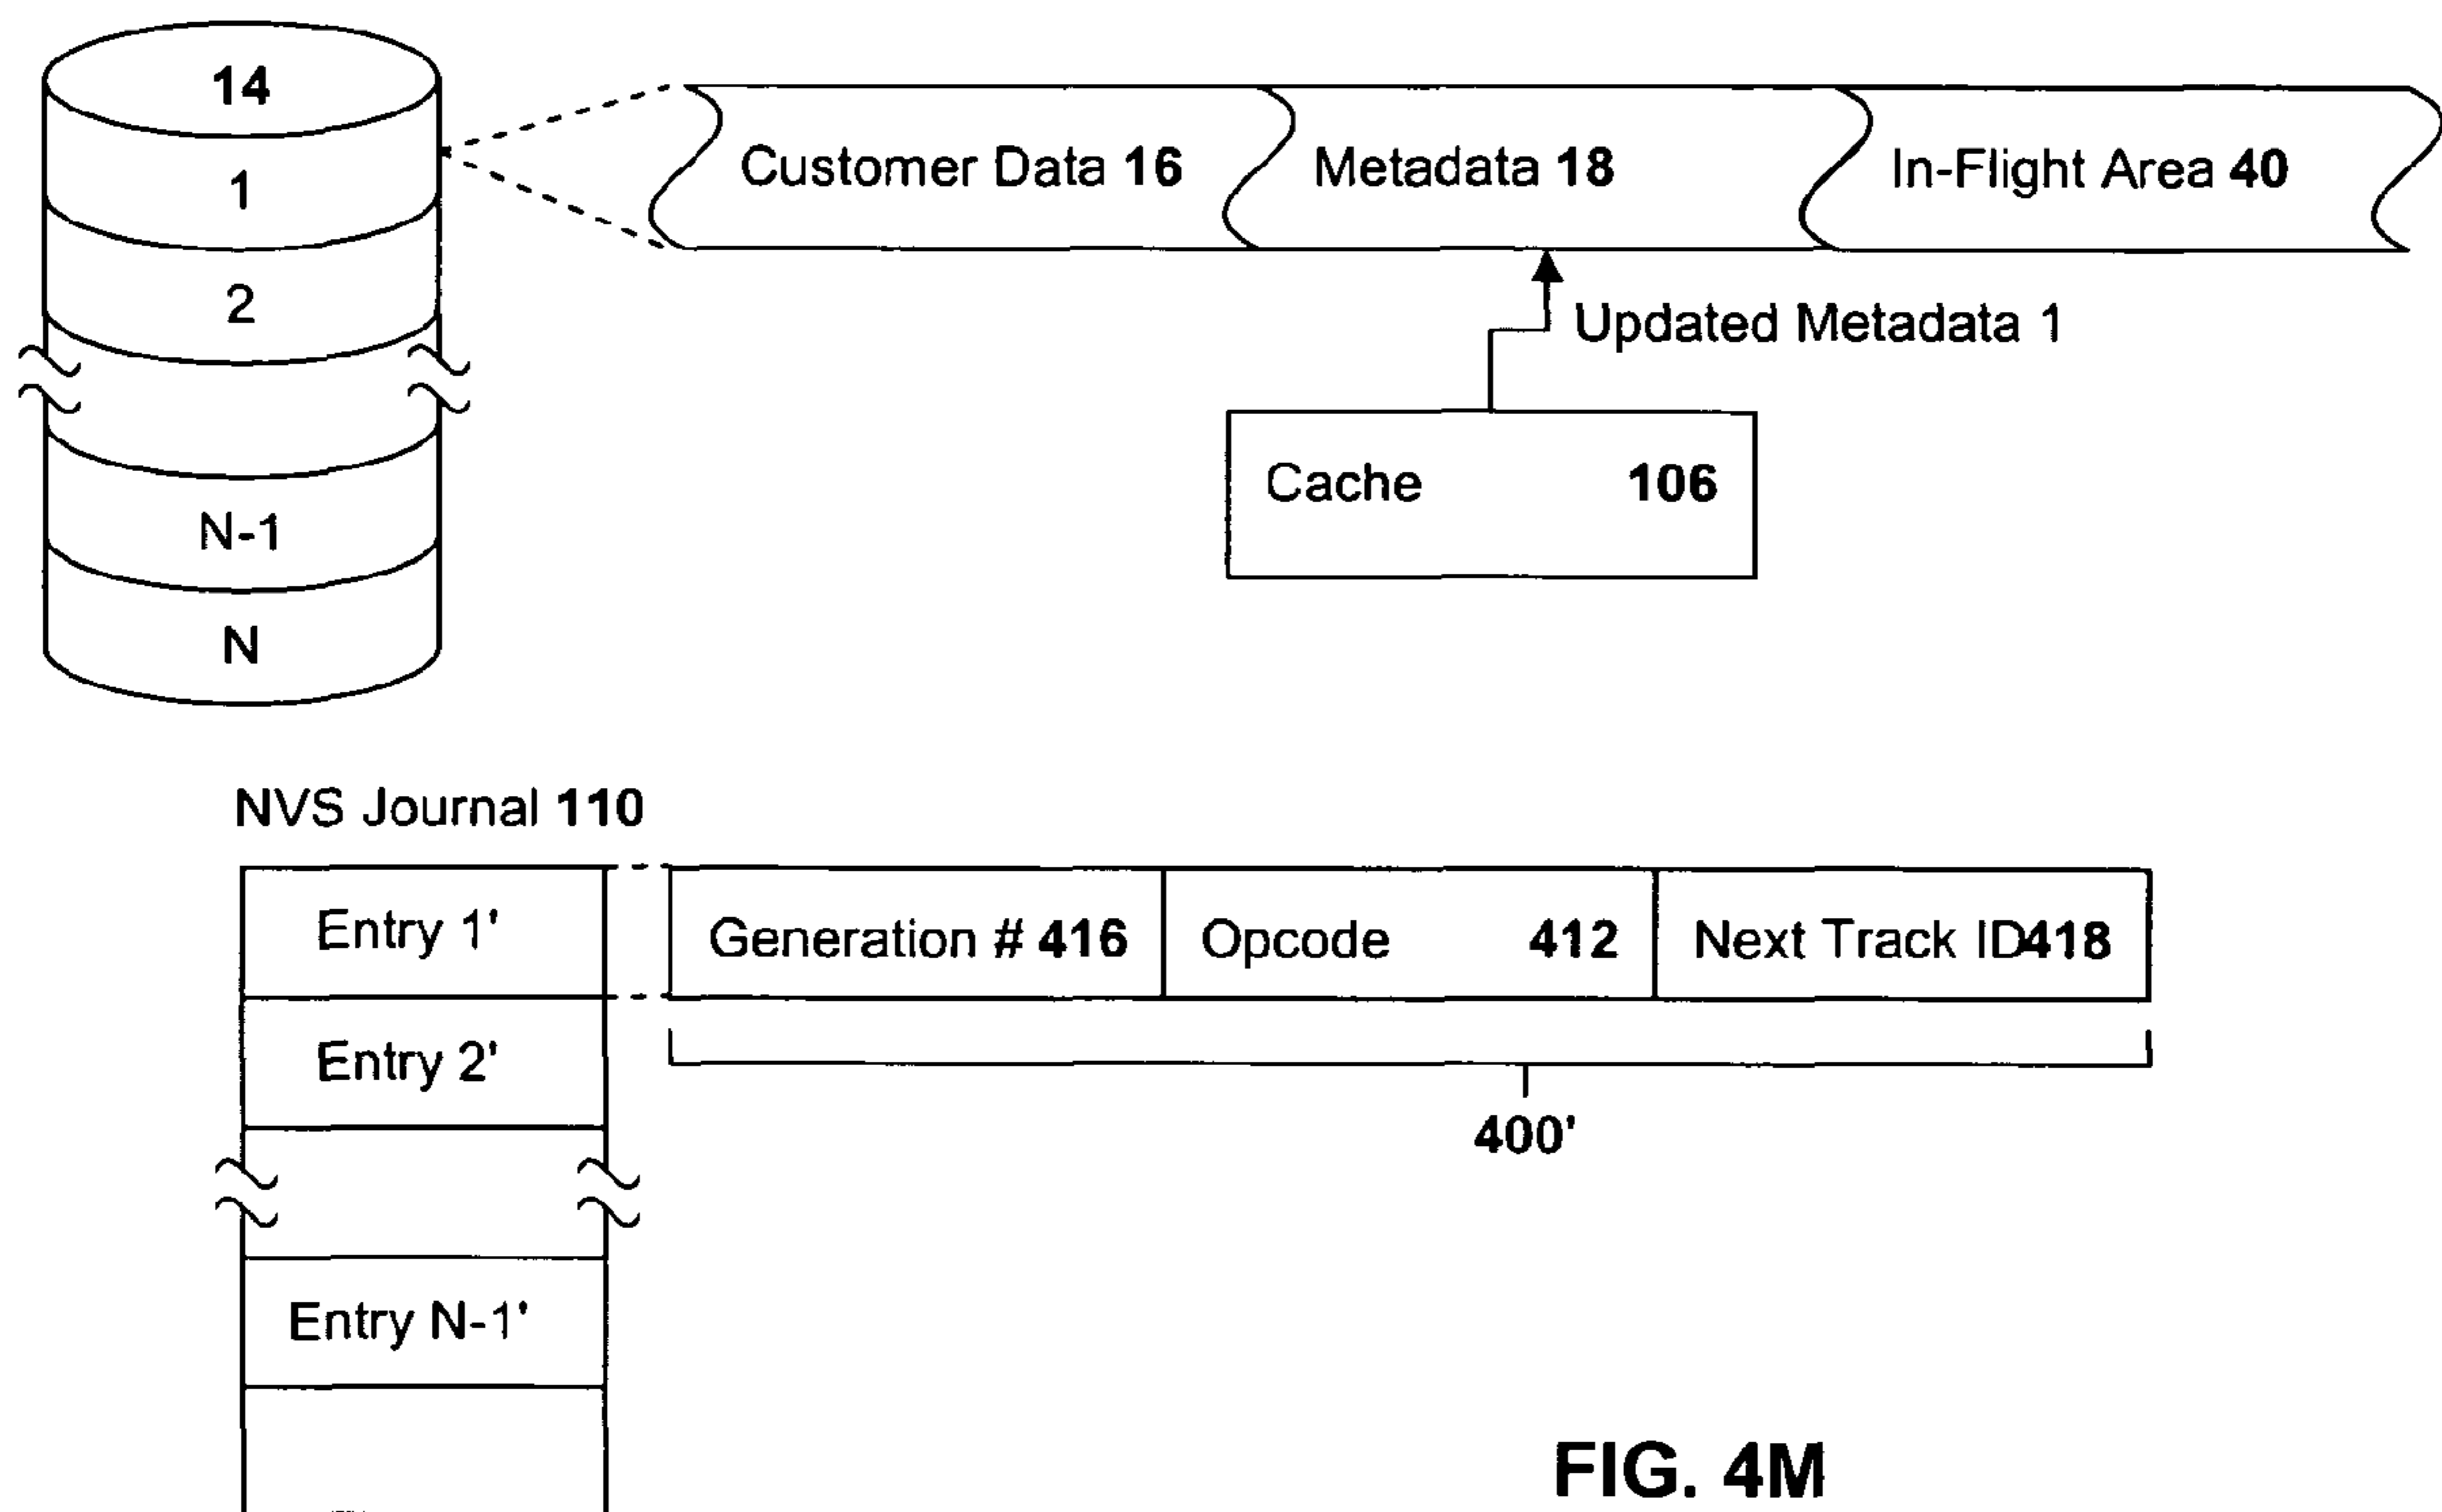 14
1
2
N-1
N
Customer Data 16
Metadata 18
In-Flight Area 40
Updated Metadata 1
Cache 106
NVS Journal 110
Entry 1'
Entry 2'
Entry N-1'
Generation # 416
Opcode 412
Next Track ID418
400'
FIG. 4M